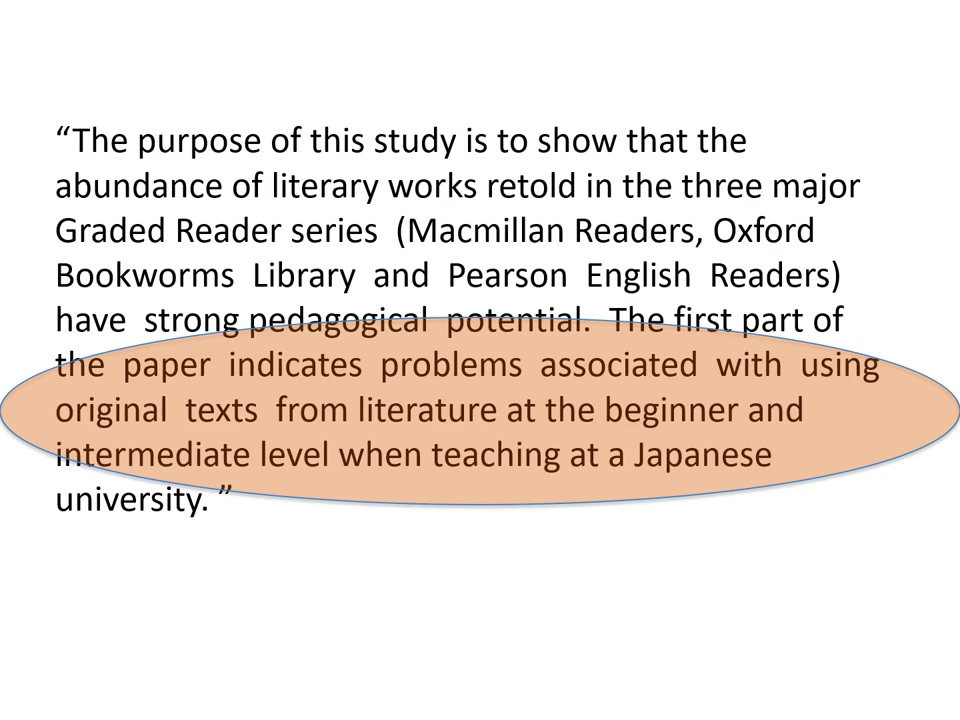 “The purpose of this study is to show that the
abundance of literary works retold in the three major
Graded Reader series  (Macmillan Readers, Oxford
Bookworms  Library  and  Pearson  English  Readers)
have  strong pedagogical  potential.  The first part of
the  paper  indicates  problems  associated  with  using
original  texts  from literature at the beginner and
intermediate level when teaching at a Japanese
university. ”